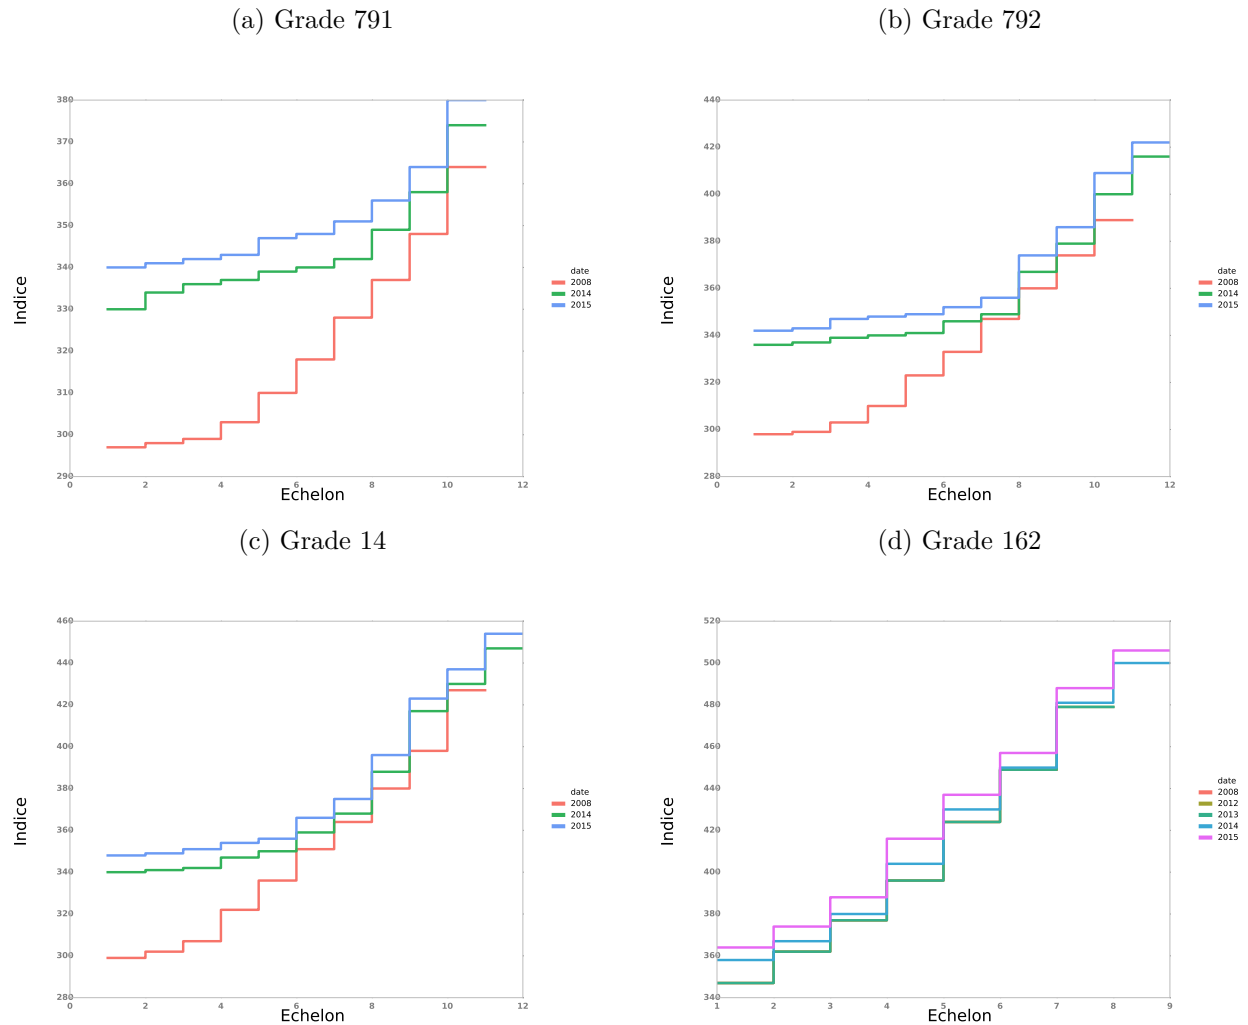 (a) Grade 791
380
370
360
350
340
330
320
310
300
290
0 2 4 6 8 10 12
Indice
Echelon
date
2008
2014
2015
(b) Grade 792
440
420
400
380
360
340
320
300
280
0 2 4 6 8 10 12
Indice
Echelon
date
2008
2014
2015
(c) Grade 14
460
440
420
400
380
360
340
320
300
280
0 2 4 6 8 10 12
Indice
Echelon
date
2008
2014
2015
(d) Grade 162
520
500
480
460
440
420
400
380
360
340
1 2 3 4 5 6 7 8 9
Indice
Echelon
date
2008
2012
2013
2014
2015